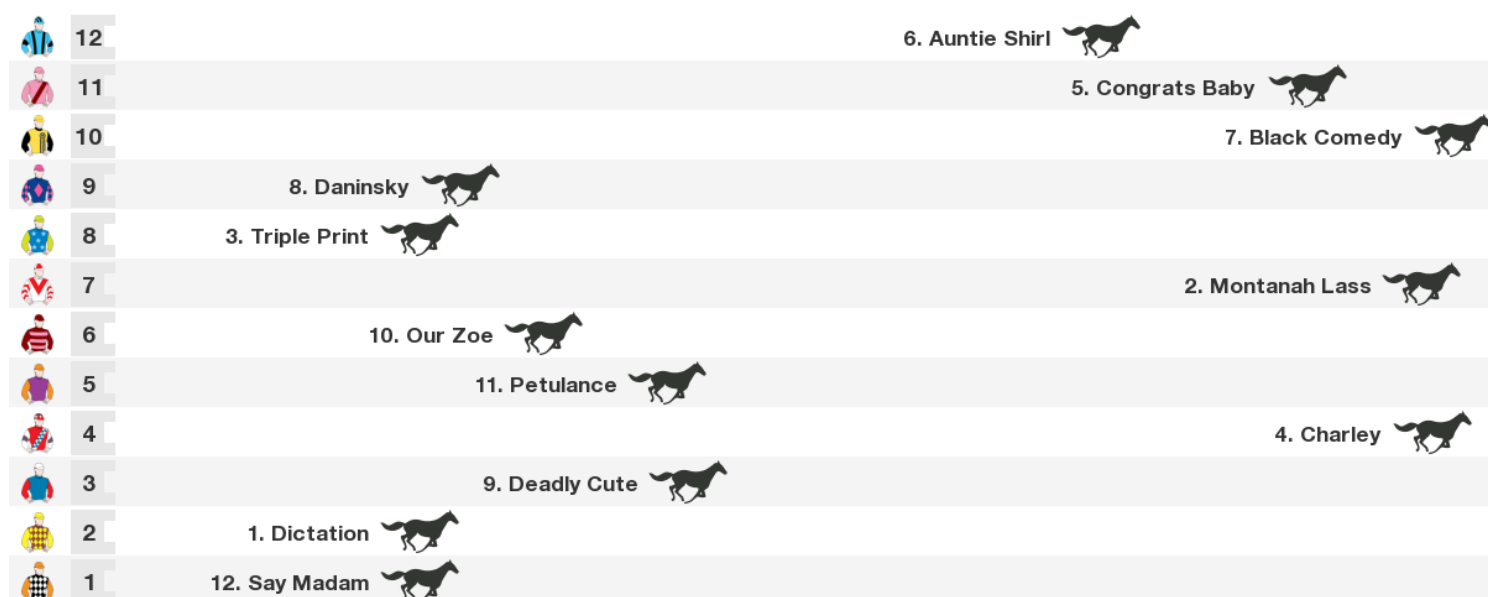 12 6. Auntie Shirl
11 5. Congrats Baby
10 7. Black Comedy
9 8. Daninsky
8 3. Triple Print
7 2. Montanah Lass
6 10. Our Zoe
5 11. Petulance
4 4. Charley
3 9. Deadly Cute
2 1. Dictation
1 12. Say Madam